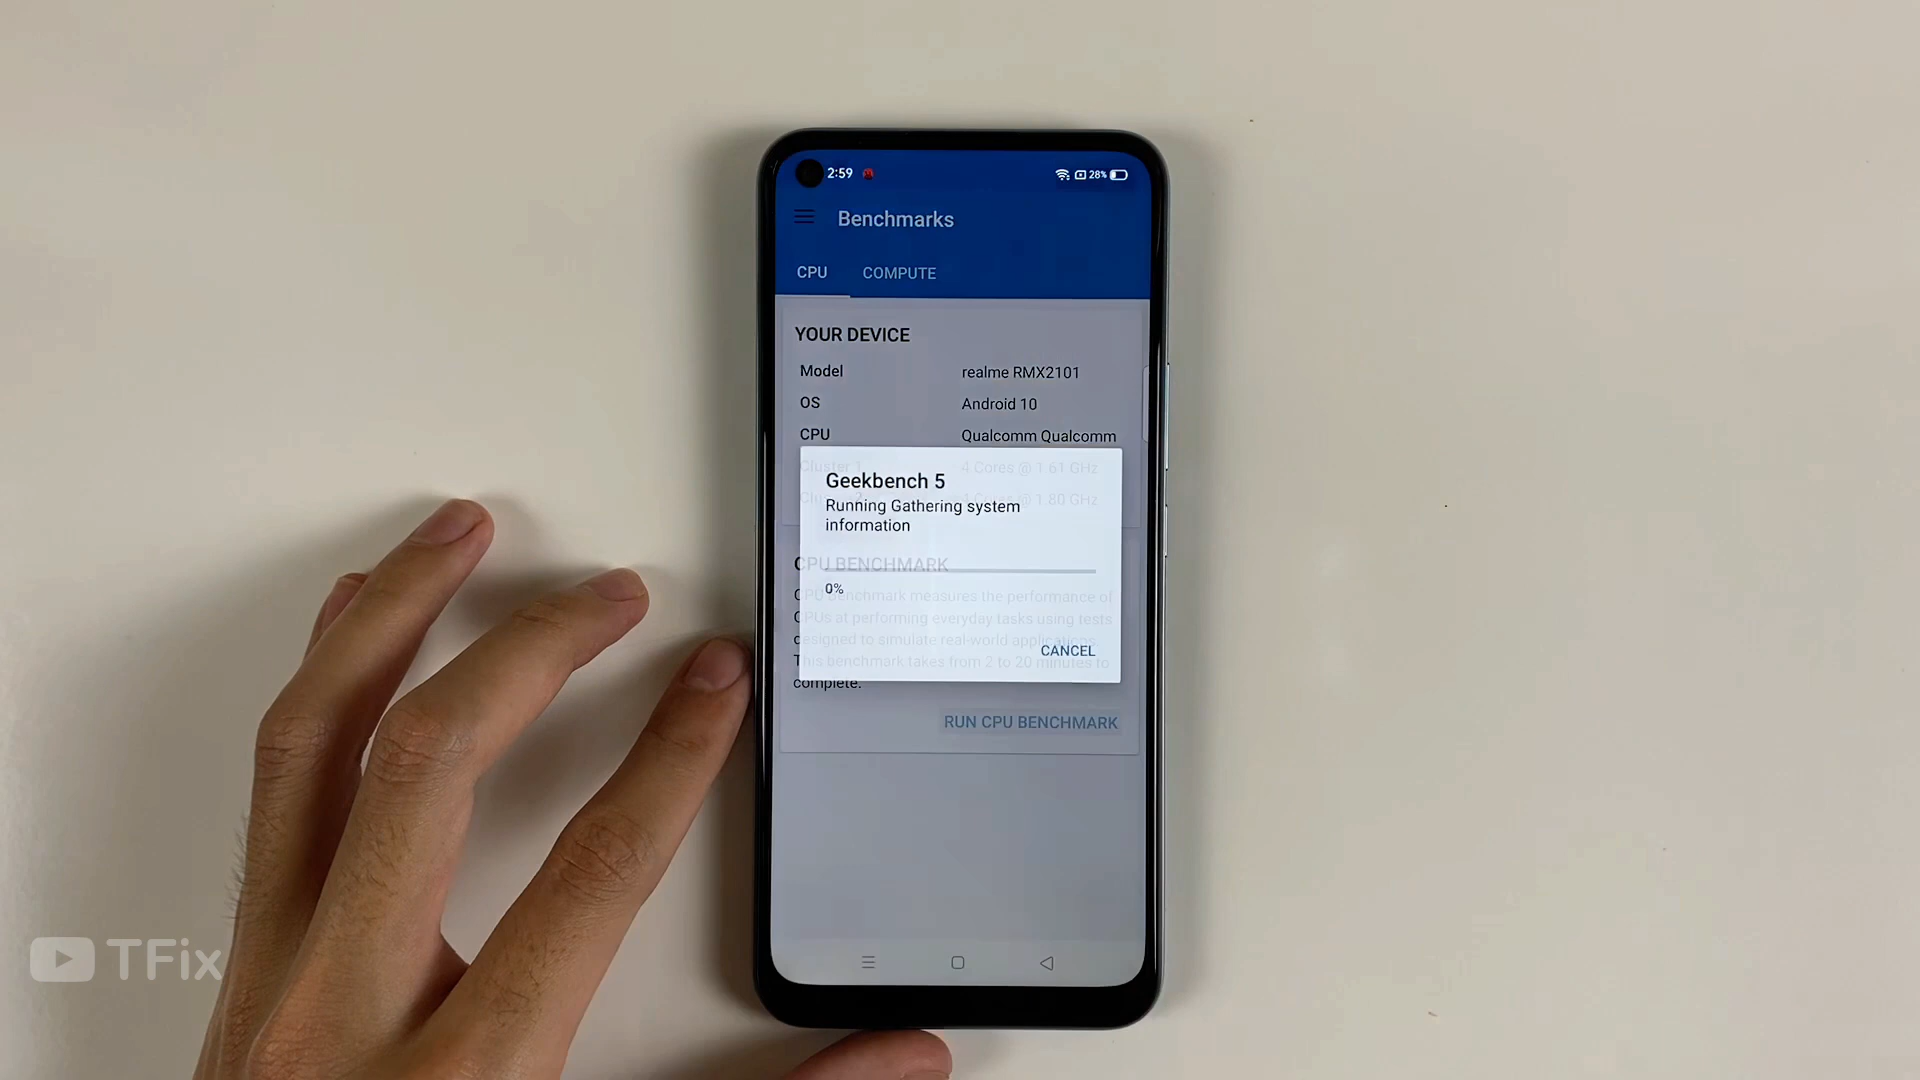 2:59
28%
Benchmarks
CPU COMPUTE
YOUR DEVICE
Model realme RMX2101
OS Android 10
CPU Qualcomm Qualcomm
Cluster 1 4 Cores @ 1.61 GHz
Cluster 2 4 Cores @ 1.80 GHz
Geekbench 5
Running Gathering system
information
CPU BENCHMARK
0%
CPU Benchmark measures the performance of
CPUs at performing everyday tasks using tests
designed to simulate real-world applications.
This benchmark takes from 2 to 20 minutes to
complete.
CANCEL
RUN CPU BENCHMARK
TFix